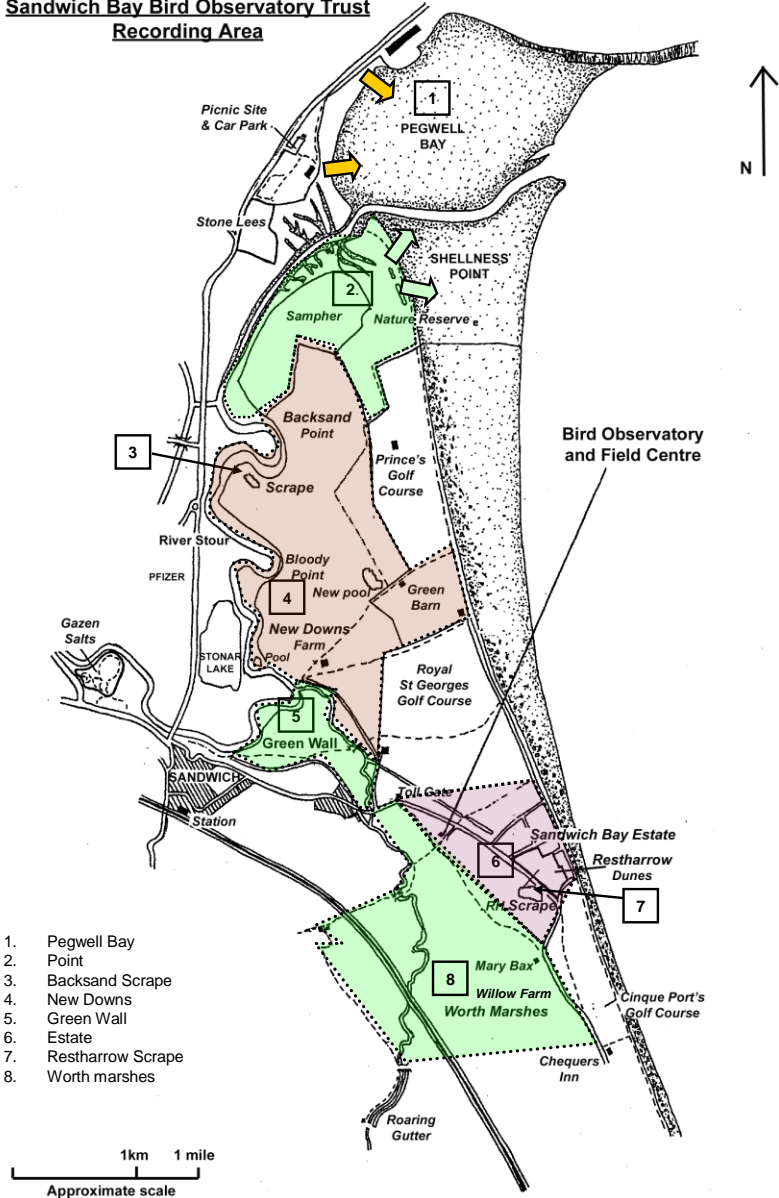 Sandwich Bay Bird Observatory Trust
Recording Area
1
PEGWELL
BAY
N
Picnic Site
& Car Park
Stone Lees
SHELLNESS
POINT
2.
Sampher
Nature Reserve
Backsand
Point
Bird Observatory
and Field Centre
3
Prince's
Golf
Course
Scrape
River Stour
PFIZER
Bloody
Point
New pool
4
Green
Barn
Gazen
Salts
New Downs
Farm
STONAR
LAKE
Pool
Royal
St Georges
Golf Course
5
Green Wall
SANDWICH
Toll Gate
Station
Sandwich Bay Estate
6
Restharrow
Dunes
7
RH Scrape
Mary Bax
8
Willow Farm
Worth Marshes
Cinque Port's
Golf Course
Chequers
Inn
Roaring
Gutter
1. Pegwell Bay
2. Point
3. Backsand Scrape
4. New Downs
5. Green Wall
6. Estate
7. Restharrow Scrape
8. Worth marshes
1km 1 mile
Approximate scale